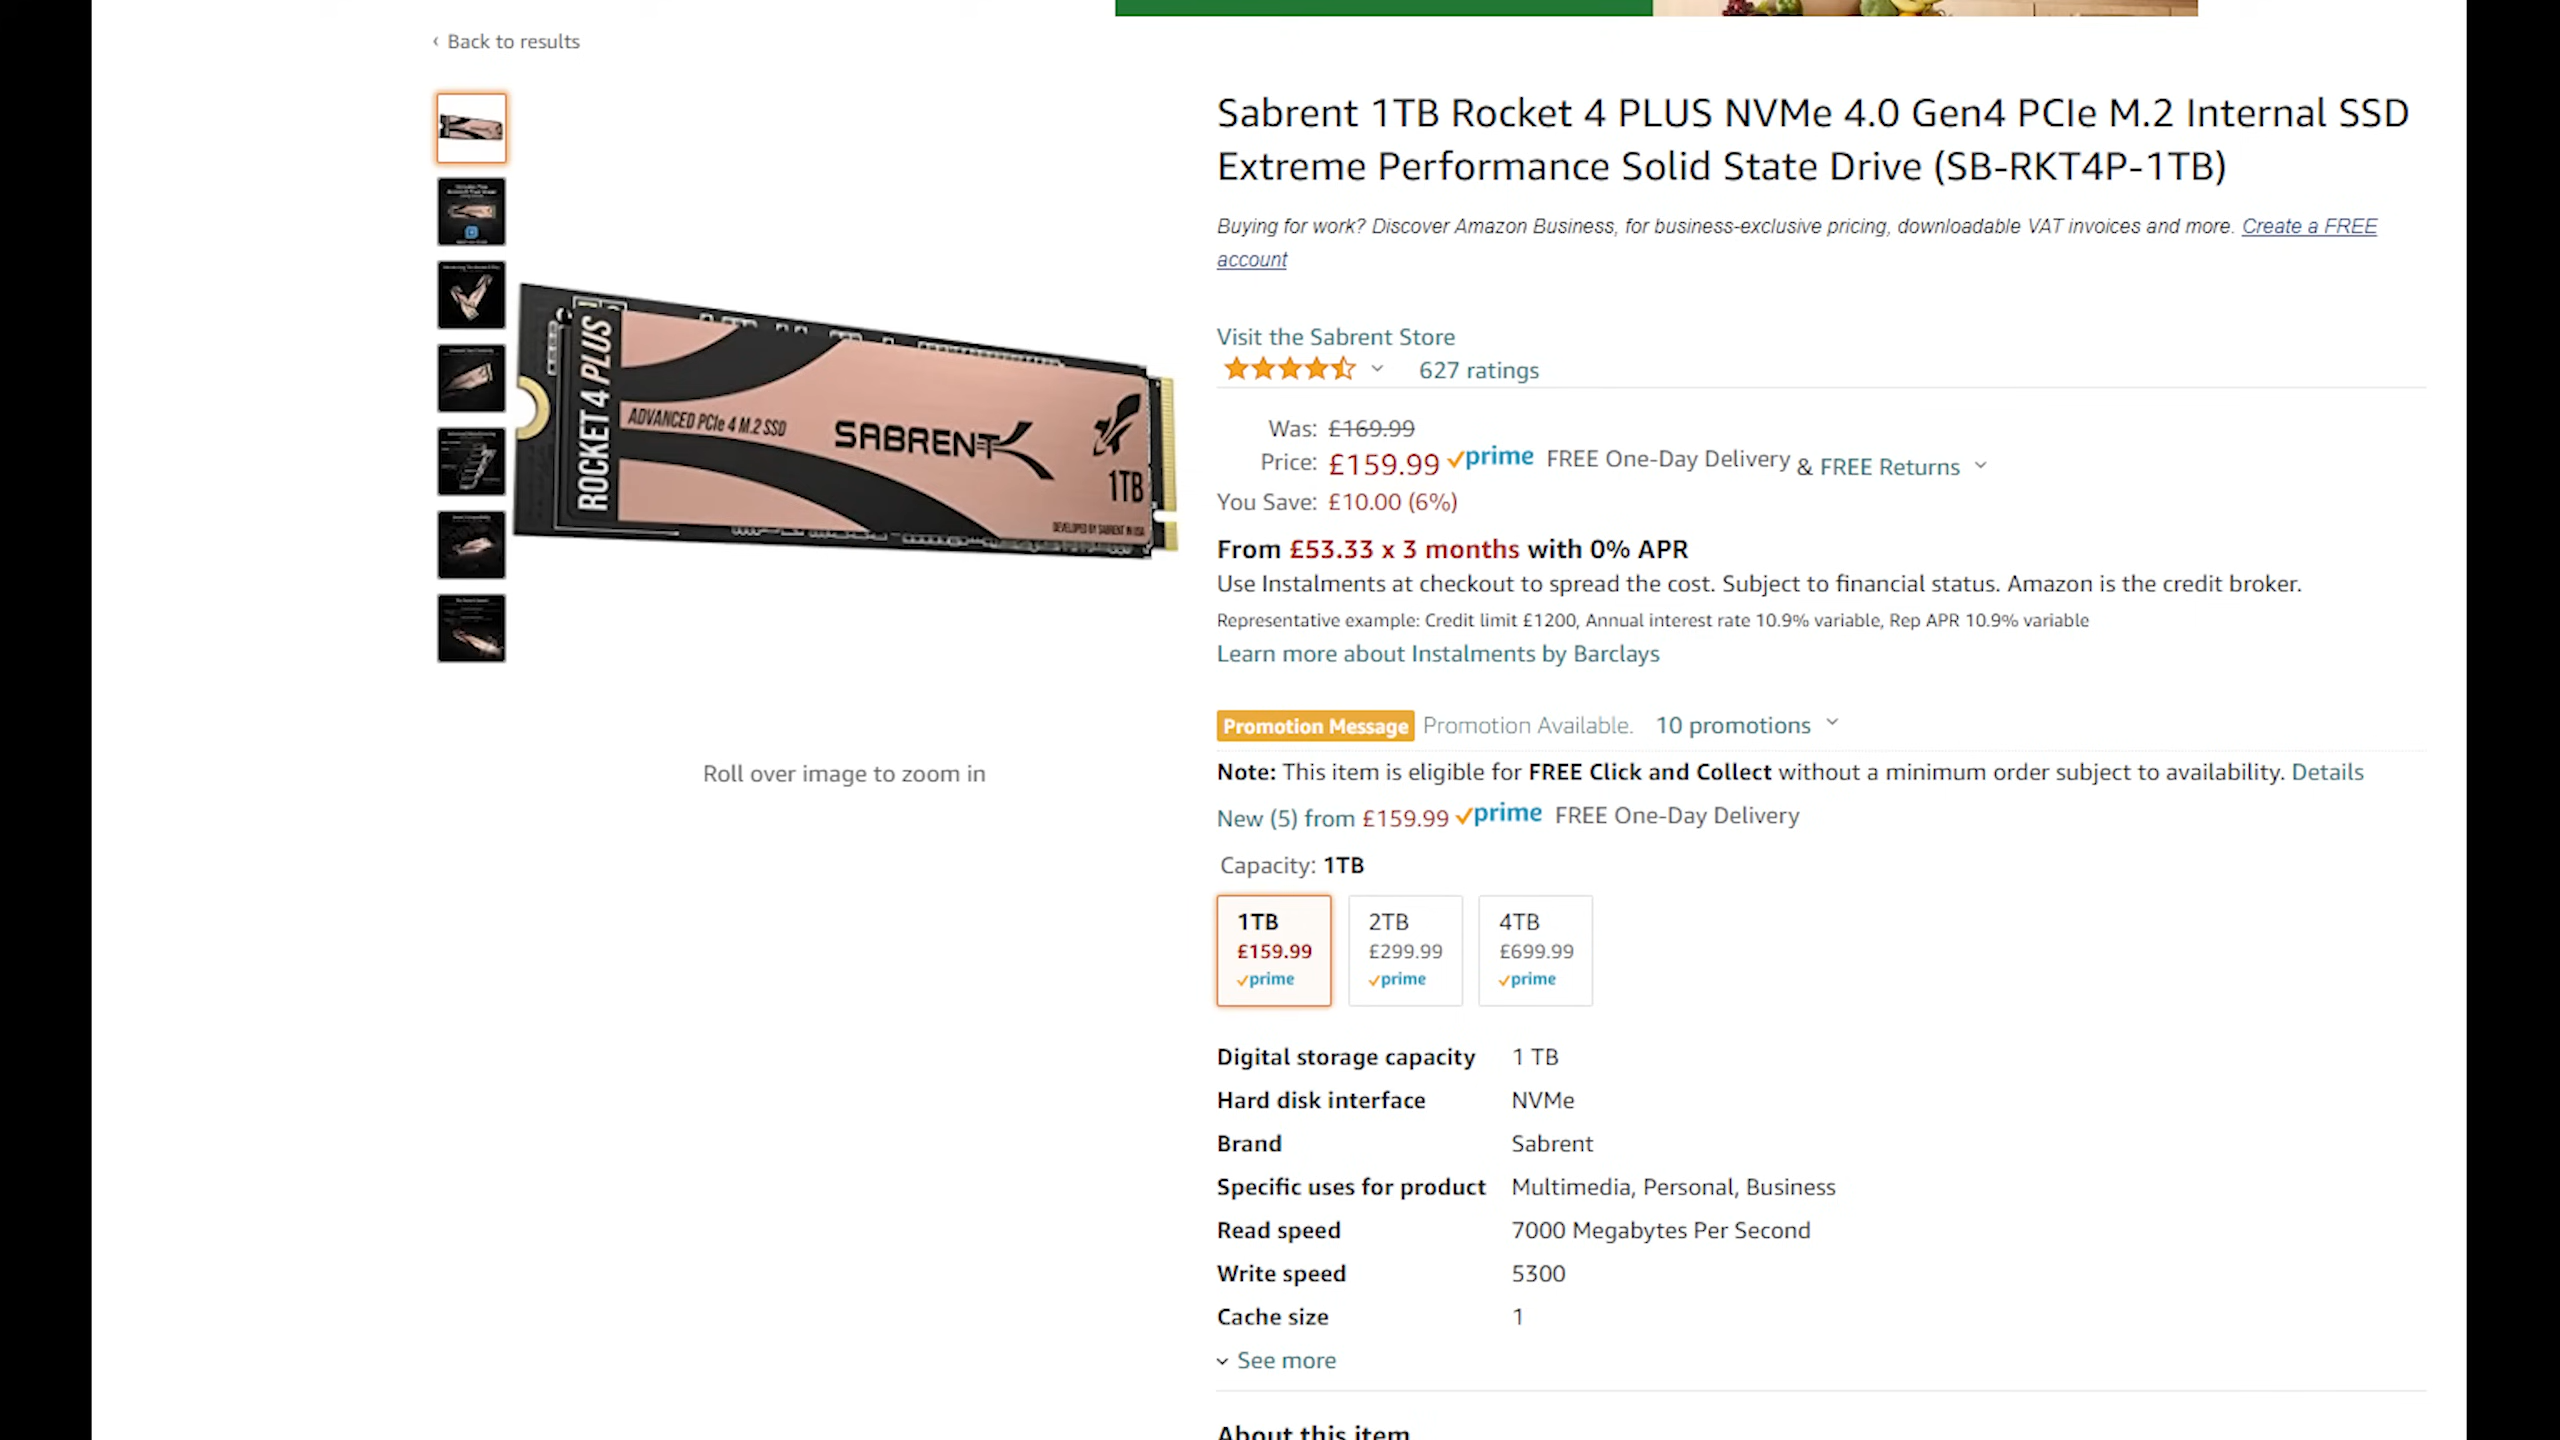 ‹ Back to results
Sabrent 1TB Rocket 4 PLUS NVMe 4.0 Gen4 PCIe M.2 Internal SSD
Extreme Performance Solid State Drive (SB-RKT4P-1TB)
Buying for work? Discover Amazon Business, for business-exclusive pricing, downloadable VAT invoices and more. Create a FREE
account
Visit the Sabrent Store
627 ratings
ROCKET 4 PLUS
ADVANCED PCIe 4 M.2 SSD
SABRENT
1TB
DEVELOPED BY SABRENT IN USA
Was: £169.99
Price: £159.99 prime FREE One-Day Delivery & FREE Returns
You Save: £10.00 (6%)
From £53.33 x 3 months with 0% APR
Use Instalments at checkout to spread the cost. Subject to financial status. Amazon is the credit broker.
Representative example: Credit limit £1200, Annual interest rate 10.9% variable, Rep APR 10.9% variable
Learn more about Instalments by Barclays
Promotion Message Promotion Available. 10 promotions
Roll over image to zoom in
Note: This item is eligible for FREE Click and Collect without a minimum order subject to availability. Details
New (5) from £159.99 prime FREE One-Day Delivery
Capacity: 1TB
1TB 2TB 4TB
£159.99 £299.99 £699.99
prime prime prime
Digital storage capacity 1 TB
Hard disk interface NVMe
Brand Sabrent
Specific uses for product Multimedia, Personal, Business
Read speed 7000 Megabytes Per Second
Write speed 5300
Cache size 1
See more
About this item